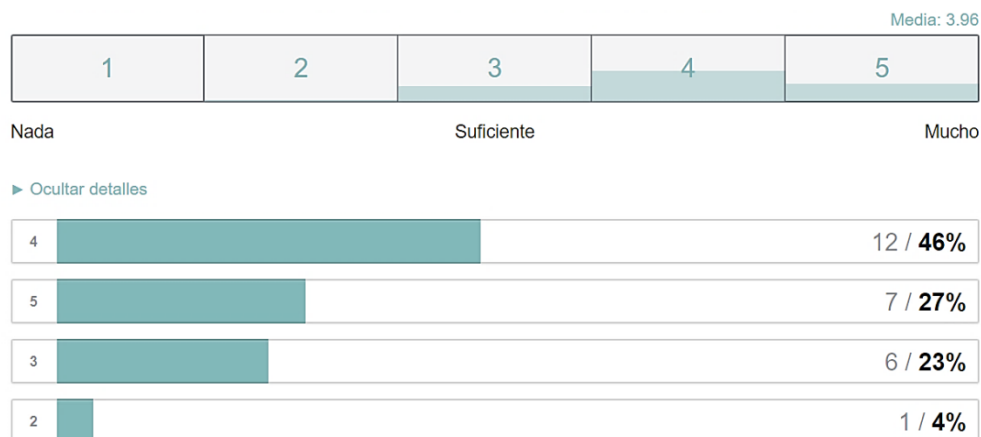 Media: 3.96
1 2 3 4 5
Nada Suficiente Mucho
► Ocultar detalles
4 12 / 46%
5 7 / 27%
3 6 / 23%
2 1 / 4%